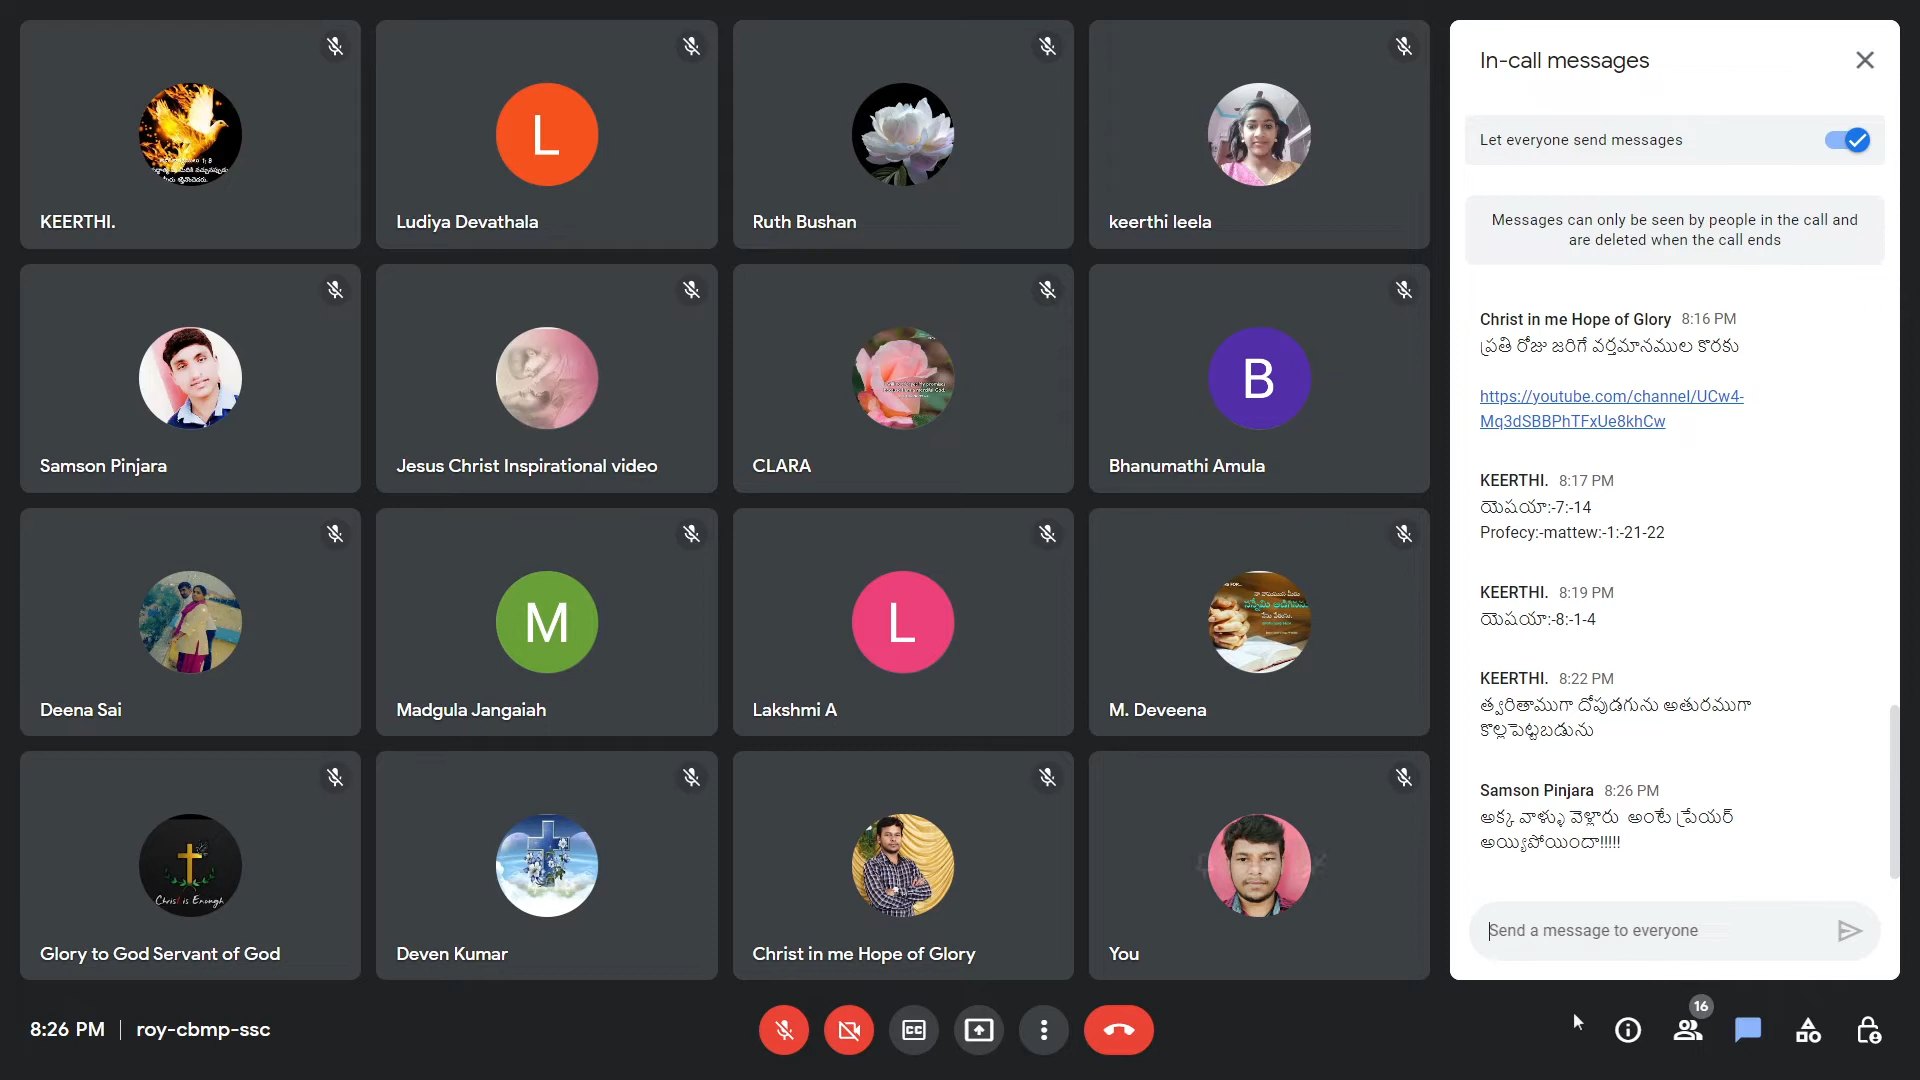 KEERTHI.
L
Ludiya Devathala
Ruth Bushan
keerthi leela
Samson Pinjara
Jesus Christ Inspirational video
CLARA
B
Bhanumathi Amula
Deena Sai
M
Madgula Jangaiah
L
Lakshmi A
M. Deveena
Christ is Enough
Glory to God Servant of God
Deven Kumar
Christ in me Hope of Glory
You
In-call messages
Let everyone send messages
Messages can only be seen by people in the call and
are deleted when the call ends
Christ in me Hope of Glory 8:16 PM
ప్రతి రోజు జరిగే వర్తమానముల కొరకు
https://youtube.com/channel/UCw4-
Mq3dSBBPhTFxUe8khCw
KEERTHI. 8:17 PM
యెషయా:-7:-14
Profecy:-mattew:-1:-21-22
KEERTHI. 8:19 PM
యెషయా:-8:-1-4
KEERTHI. 8:22 PM
త్వరితాముగా దోపుడగును అతురముగా
కొల్లపెట్టబడును
Samson Pinjara 8:26 PM
అక్క వాళ్ళు వెళ్లారు అంటే ప్రేయర్
అయ్యిపోయిందా!!!!!
Send a message to everyone
8:26 PM | roy-cbmp-ssc
CC
16